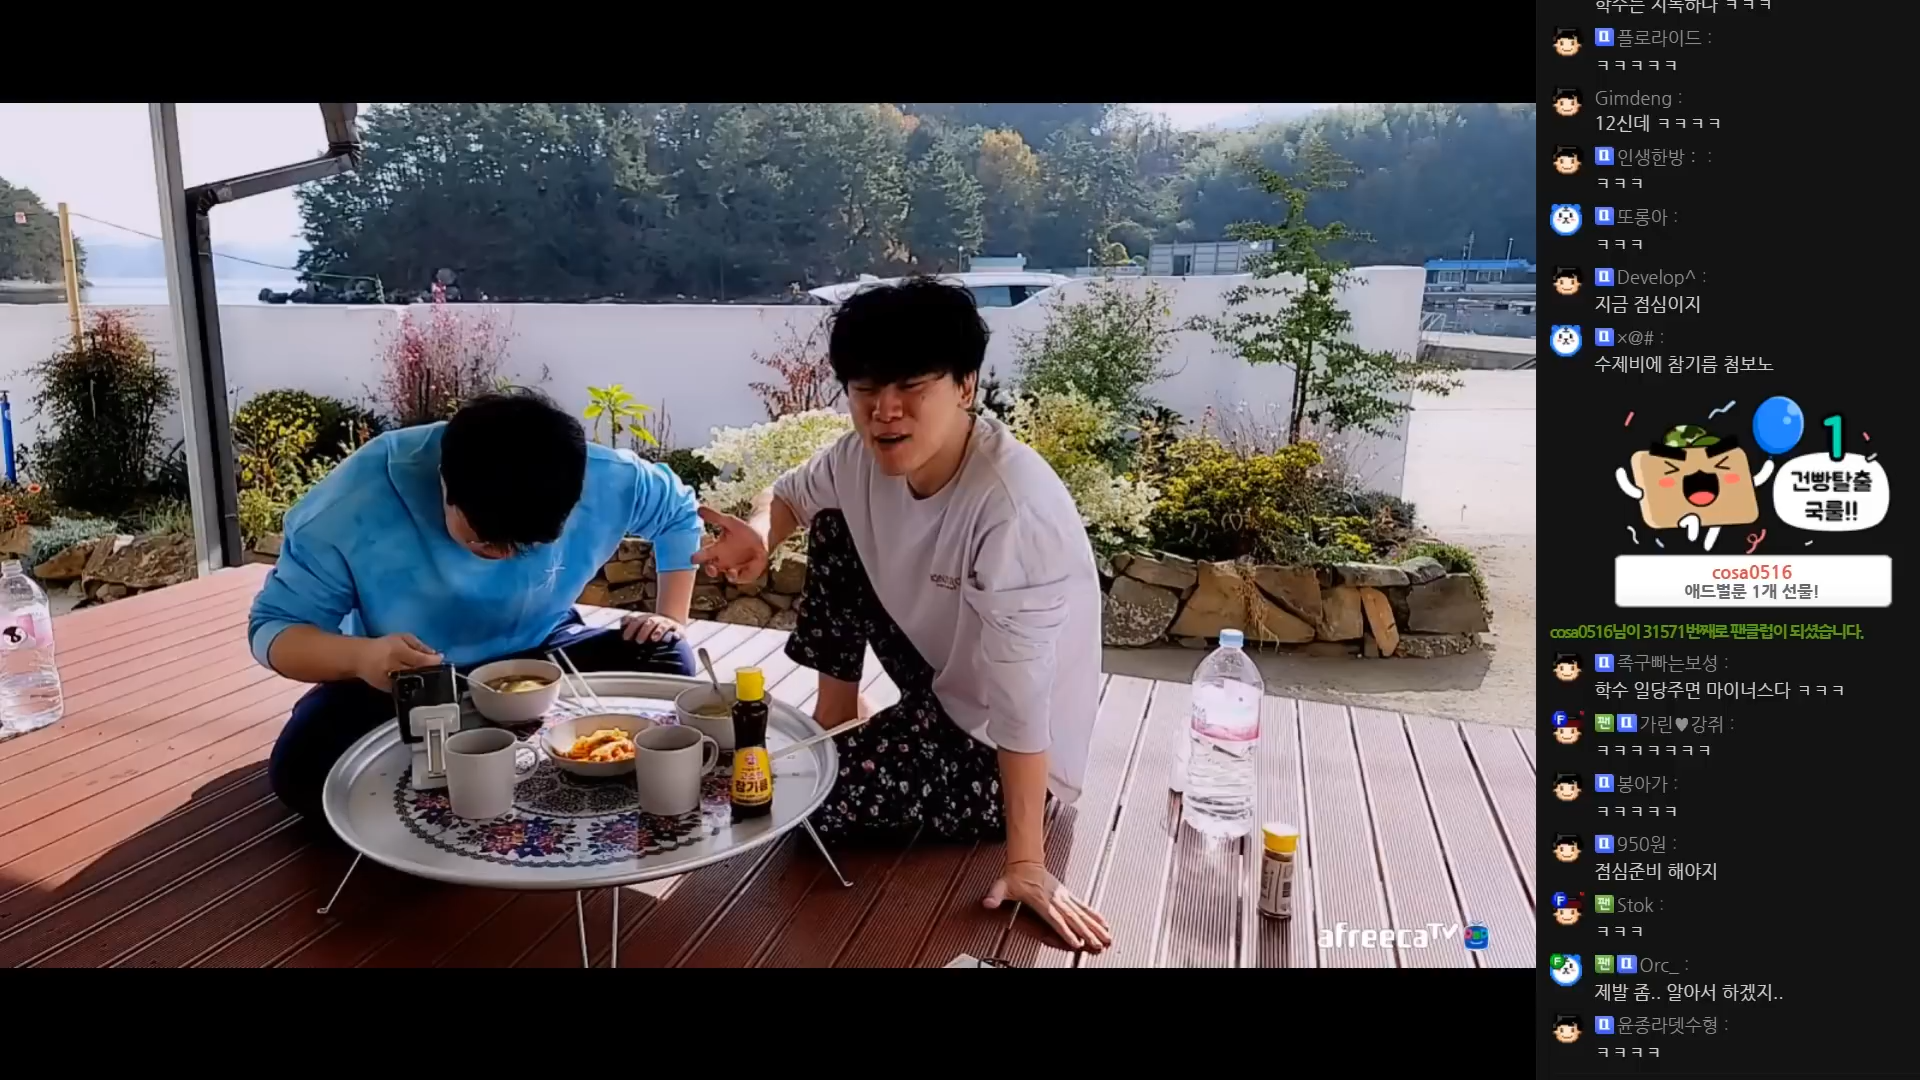 학수는 지독하다 ㅋㅋㅋ
플로라이드 :
ㅋㅋㅋㅋㅋ
Gimdeng :
12신데 ㅋㅋㅋㅋ
인생한방 : :
ㅋㅋㅋ
또롱아 :
ㅋㅋㅋ
Develop^ :
지금 점심이지
×@# :
수제비에 참기름 첨보노
1
건빵탈출
국룰!!
cosa0516
애드벌룬 1개 선물!
cosa0516님이 31571번째로 팬클럽이 되셨습니다.
족구빠는보성 :
학수 일당주면 마이너스다 ㅋㅋㅋ
팬 가린♥강쥐 :
ㅋㅋㅋㅋㅋㅋㅋ
봉아가 :
ㅋㅋㅋㅋㅋ
950원 :
점심준비 해야지
팬 Stok :
ㅋㅋㅋ
팬 Orc_ :
제발 좀.. 알아서 하겠지..
윤종라뎃수형 :
ㅋㅋㅋㅋ
참기름
afreecaTV